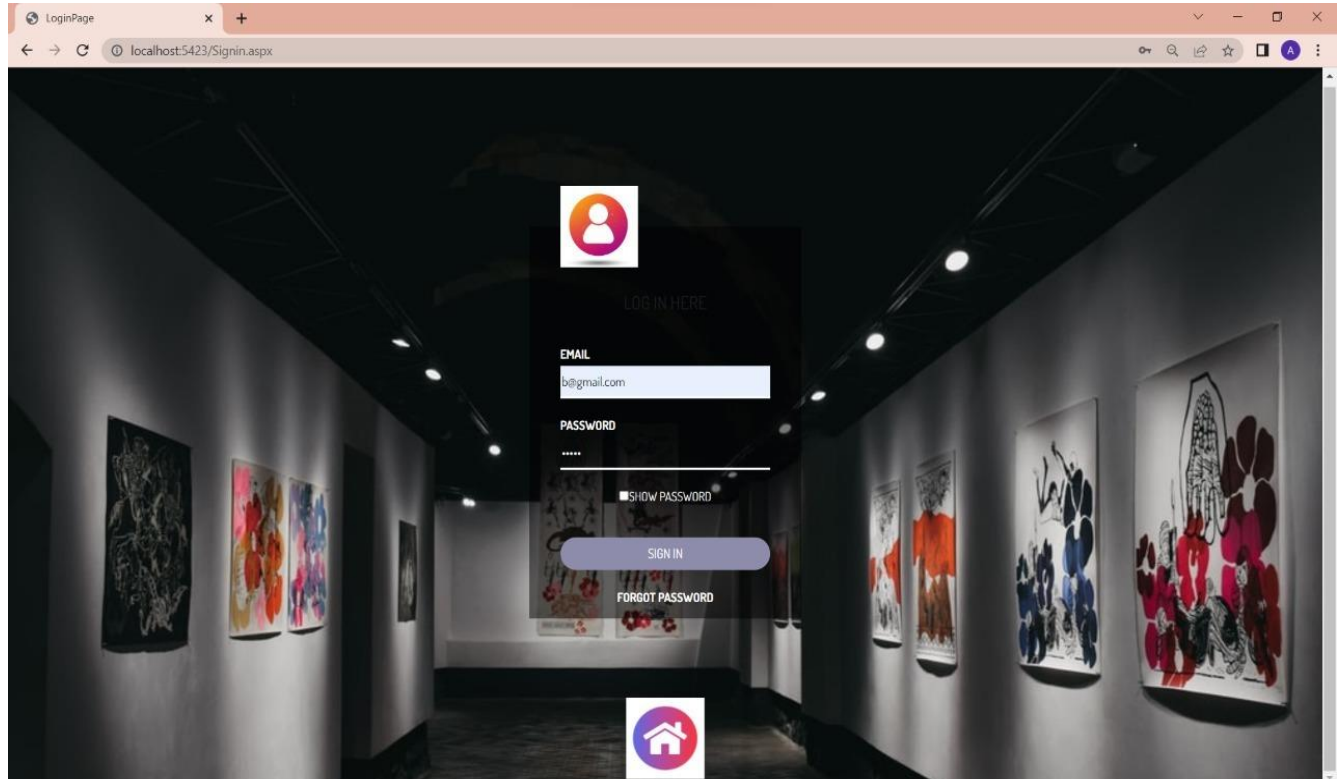 LoginPage
localhost:5423/Signin.aspx
A
LOG IN HERE
EMAIL
b@gmail.com
PASSWORD
•••••
SHOW PASSWORD
SIGN IN
FORGOT PASSWORD